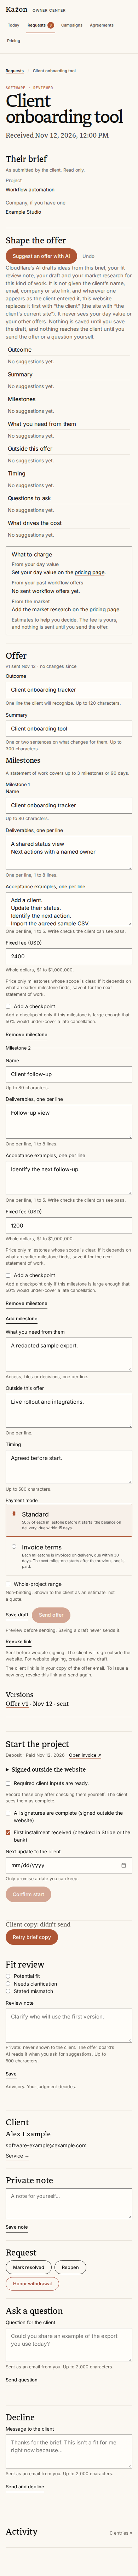 Kazon OWNER CENTER
Today Requests 3 Campaigns Agreements
Pricing
Requests Client onboarding tracker
SOFTWARE · REVIEWED
Client
onboarding tool
Received Nov 12, 2026, 12:00 PM
Their brief
As submitted by the client. Read only.
Project
Workflow automation
Company, if you have one
Example Studio
Shape the offer
Suggest an offer with AI Undo
Cloudflare's AI drafts ideas from this brief, your fit
review note, your draft and your market research for
this kind of work. It is not given the client's name,
email, company or site link, and wherever one
appears as the client entered it, this website
replaces it with "the client" (the site with "the
client's current site"). It also never sees your day
value or your past offers. Nothing is saved until you save
the draft, and nothing reaches the client until you
send the offer or a question yourself.
Outcome
No suggestions yet.
Summary
No suggestions yet.
Milestones
No suggestions yet.
What you need from them
No suggestions yet.
Outside this offer
No suggestions yet.
Timing
No suggestions yet.
Questions to ask
No suggestions yet.
What drives the cost
No suggestions yet.
What to charge
From your day value
Set your day value on the pricing page.
From your past workflow offers
No sent workflow offers yet.
From the market
Add the market research on the pricing page.
Estimates to help you decide. The fee is yours,
and nothing is sent until you send the offer.
Offer
v1 sent Nov 12 · no changes since
Outcome
Client onboarding tracker
One line the client will recognize. Up to 120 characters.
Summary
Client onboarding tool
One or two sentences on what changes for them. Up to
300 characters.
Milestones
A statement of work covers up to 3 milestones or 90 days.
Milestone 1
Name
Client onboarding tracker
Up to 80 characters.
Deliverables, one per line
A shared status view
Next actions with a named owner
One per line, 1 to 8 lines.
Acceptance examples, one per line
Add a client.
Update their status.
Identify the next action.
Import the agreed sample CSV.
One per line, 1 to 5. Write checks the client can see pass.
Fixed fee (USD)
2400
Whole dollars, $1 to $1,000,000.
Price only milestones whose scope is clear. If it depends on
what an earlier milestone finds, save it for the next
statement of work.
Add a checkpoint
Add a checkpoint only if this milestone is large enough that
50% would under-cover a late cancellation.
Remove milestone
Milestone 2
Name
Client follow-up
Up to 80 characters.
Deliverables, one per line
Follow-up view
One per line, 1 to 8 lines.
Acceptance examples, one per line
Identify the next follow-up.
One per line, 1 to 5. Write checks the client can see pass.
Fixed fee (USD)
1200
Whole dollars, $1 to $1,000,000.
Price only milestones whose scope is clear. If it depends on
what an earlier milestone finds, save it for the next
statement of work.
Add a checkpoint
Add a checkpoint only if this milestone is large enough that
50% would under-cover a late cancellation.
Remove milestone
Add milestone
What you need from them
A redacted sample export.
Access, files or decisions, one per line.
Outside this offer
Live rollout and integrations.
One per line.
Timing
Agreed before start.
Up to 500 characters.
Payment mode
Standard
50% of each milestone before it starts, the balance on
delivery, due within 15 days.
Invoice terms
Each milestone is invoiced on delivery, due within 30
days. The next milestone starts after the previous one is
paid.
Whole-project range
Non-binding. Shown to the client as an estimate, not
a quote.
Save draft Send offer
Preview before sending. Saving a draft never sends it.
Revoke link
Sent before website signing. The client will sign outside the
website. For website signing, create a new draft.
The client link is in your copy of the offer email. To issue a
new one, revoke this link and send again.
Versions
Offer v1 · Nov 12 · sent
Start the project
Deposit · Paid Nov 12, 2026 · Open invoice ↗
Signed outside the website
Required client inputs are ready.
Record these only after checking them yourself. The client
sees them as complete.
All signatures are complete (signed outside the
website)
First installment received (checked in Stripe or the
bank)
Next update to the client
mm/dd/yyyy
Only promise a date you can keep.
Confirm start
Client copy: didn't send
Retry brief copy
Fit review
Potential fit
Needs clarification
Stated mismatch
Review note
Clarify who will use the first version.
Private: never shown to the client. The offer board's
AI reads it when you ask for suggestions. Up to
500 characters.
Save
Advisory. Your judgment decides.
Client
Alex Example
software-example@example.com
Service →
Private note
A note for yourself...
Save note
Request
Mark resolved Reopen
Honor withdrawal
Ask a question
Question for the client
Could you share an example of the export
you use today?
Sent as an email from you. Up to 2,000 characters.
Send question
Decline
Message to the client
Thanks for the brief. This isn't a fit for me
right now because...
Sent as an email from you. Up to 2,000 characters.
Send and decline
Activity 0 entries